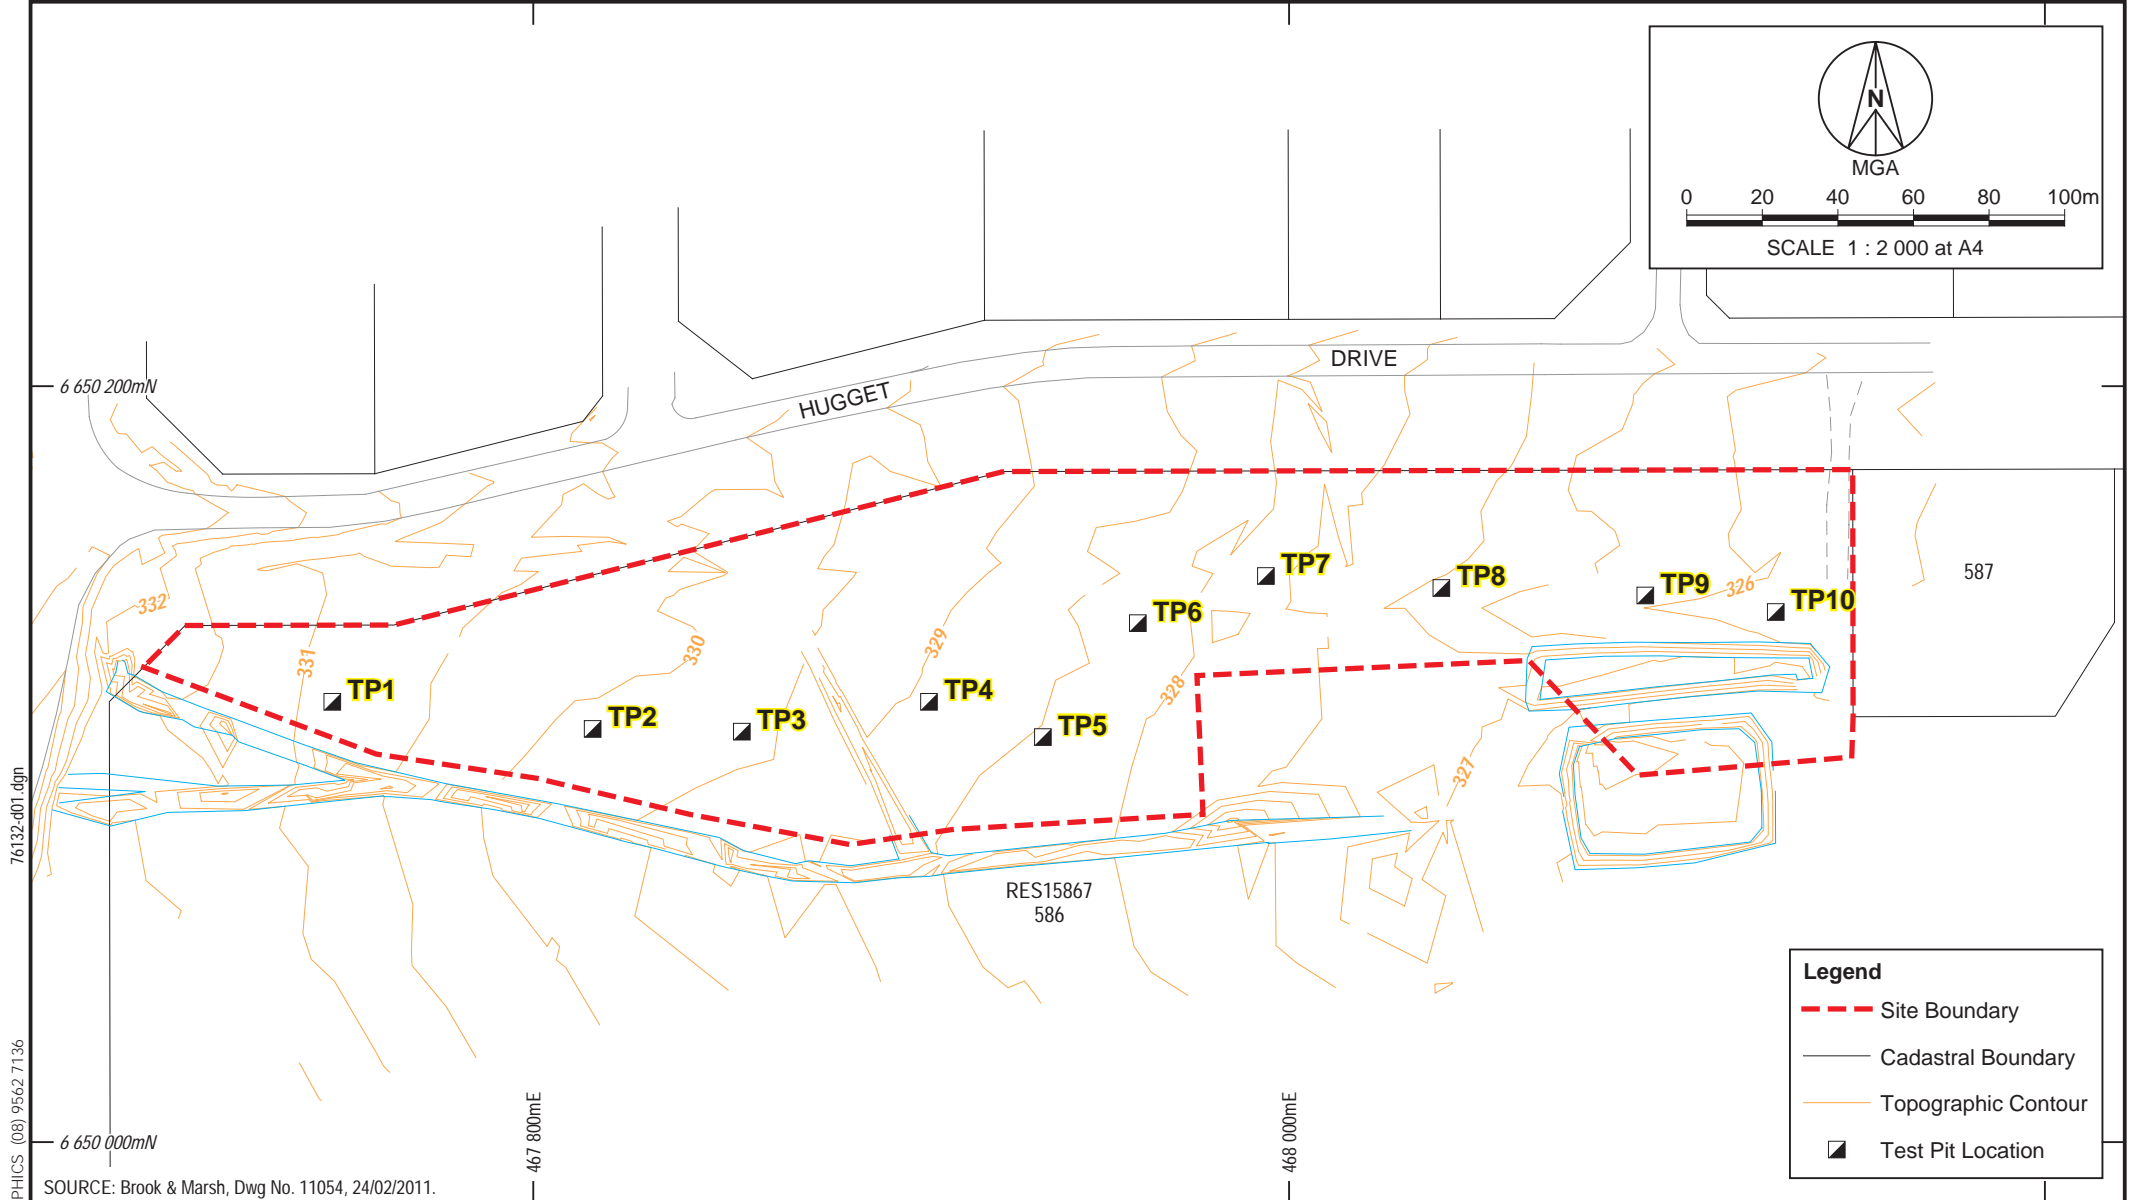 N
MGA
0 20 40 60 80 100m
SCALE 1 : 2 000 at A4
DRIVE
HUGGET
6 650 200mN
332
331
330
329
328
327
326
587
TP1
TP2
TP3
TP4
TP5
TP6
TP7
TP8
TP9
TP10
RES15867
586
76132-d01.dgn
PHICS (08) 9562 7136
467 800mE
468 000mE
6 650 000mN
Legend
Site Boundary
Cadastral Boundary
Topographic Contour
Test Pit Location
SOURCE: Brook & Marsh, Dwg No. 11054, 24/02/2011.